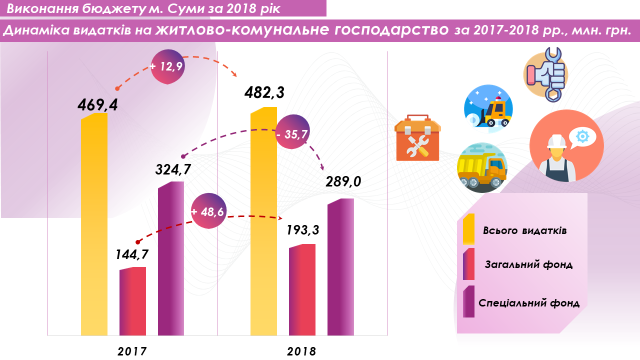 Виконання бюджету м. Суми за 2018 рік
Динаміка видатків на житлово-комунальне господарство за 2017-2018 рр., млн. грн.
+ 12,9
469,4
482,3
- 35,7
324,7
289,0
+ 48,6
144,7
193,3
Всього видатків
Загальний фонд
Спеціальний фонд
2017
2018